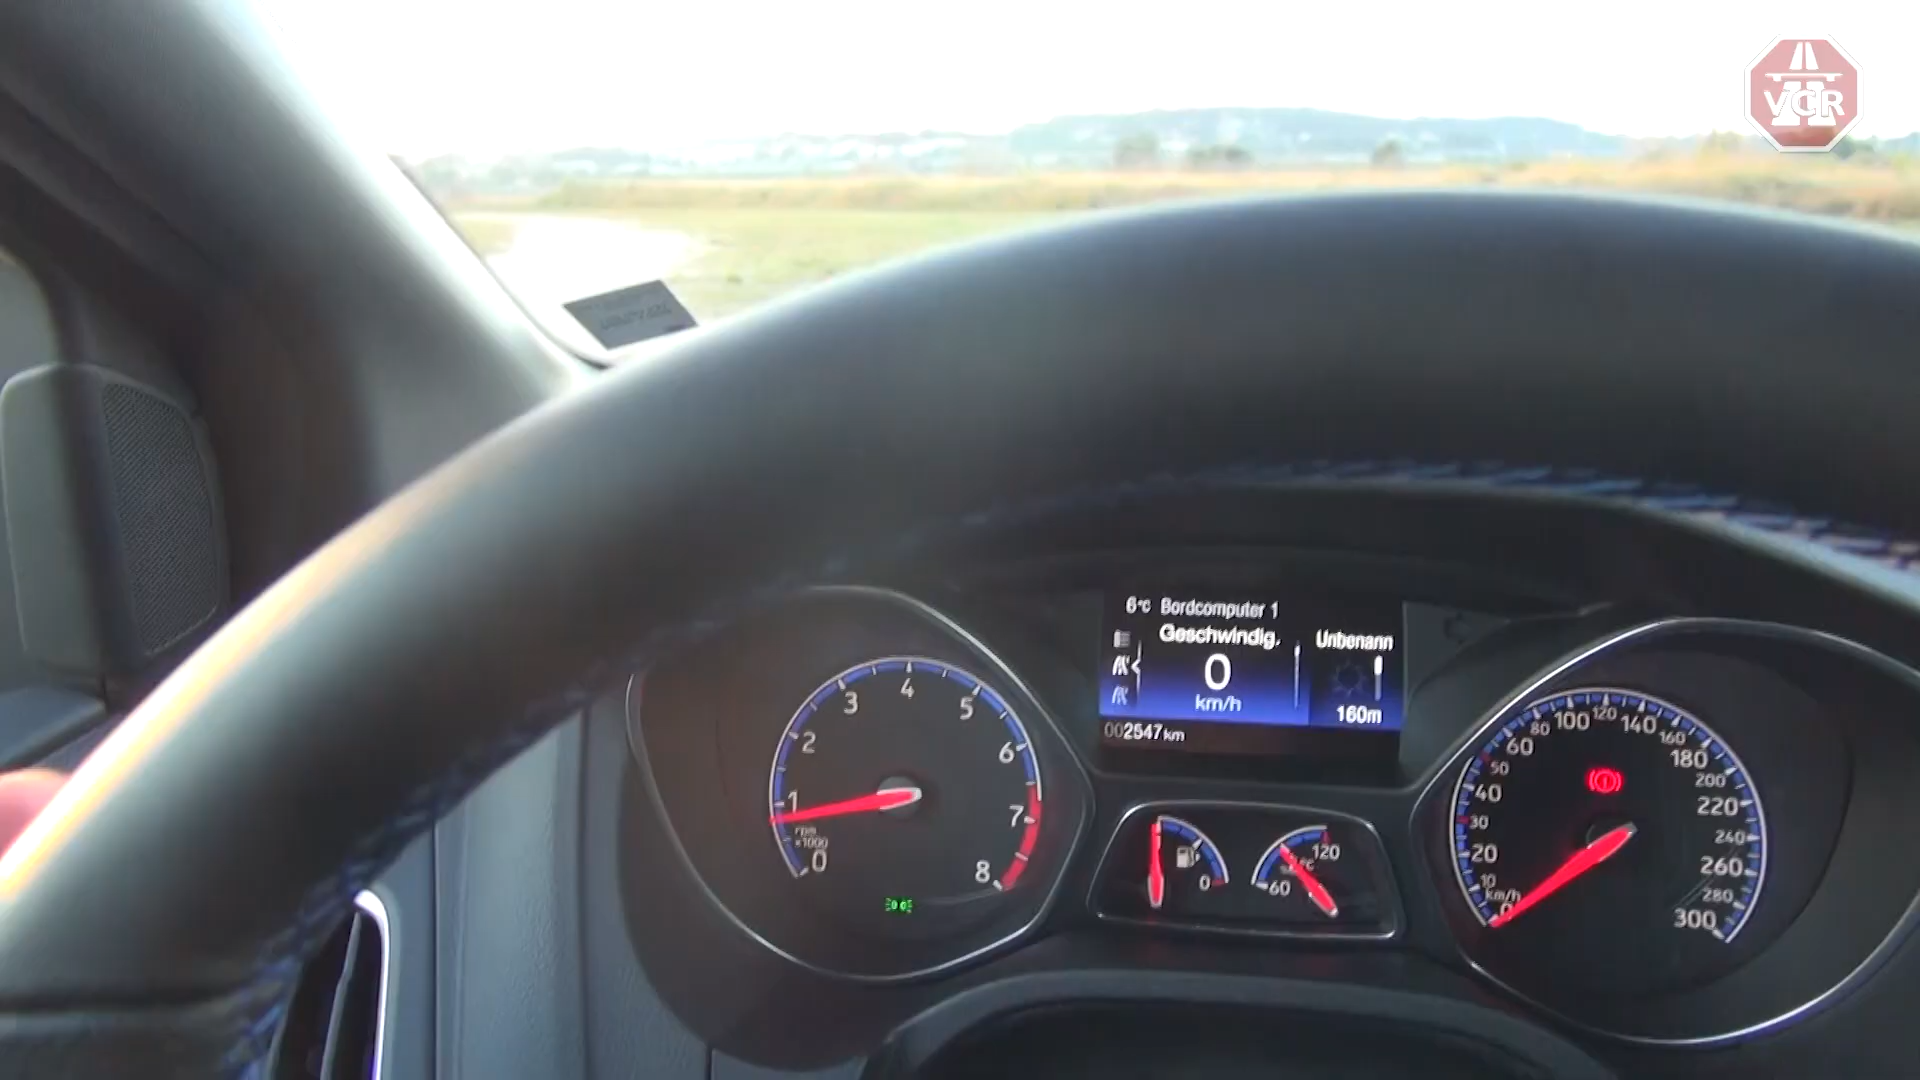 VCR
6°C Bordcomputer 1
Geschwindig.
Unbenann
0
km/h
160m
002547 km
0
1
2
3
4
5
6
7
8
rpm
x1000
0
60
120
°C
0
10
20
30
40
50
60
80
100
120
140
160
180
200
220
240
260
280
300
km/h